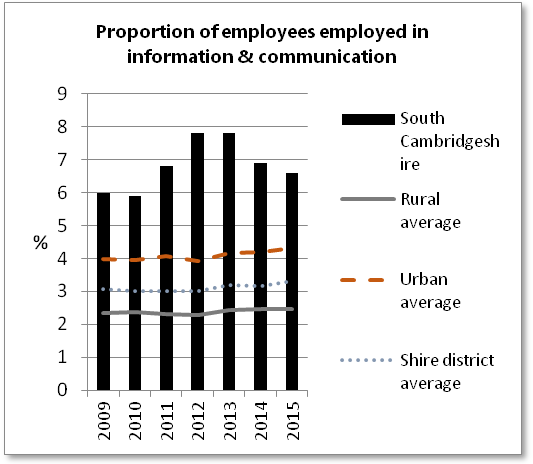 Proportion of employees employed in
information & communication
9
8
7
6
5
4
3
2
1
0
%
2009
2010
2011
2012
2013
2014
2015
South
Cambridgesh
ire
Rural
average
Urban
average
Shire district
average